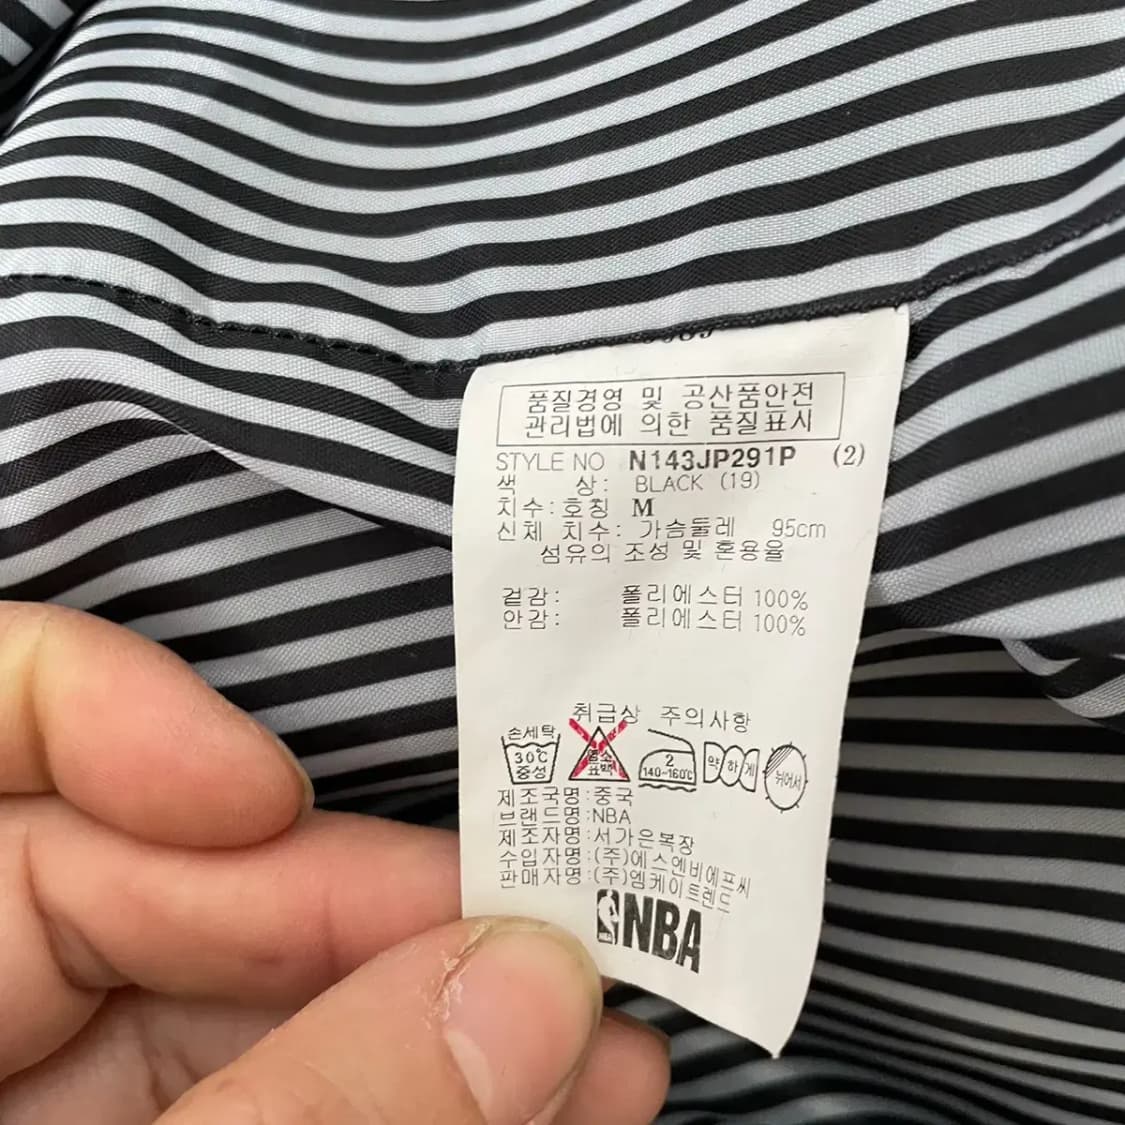 품질경영 및 공산품안전
관리법에 의한 품질표시
STYLE NO N143JP291P (2)
색 상: BLACK (19)
치수: 호칭 M
신체 치수: 가슴둘레 95cm
섬유의 조성 및 혼용율
겉감: 폴리에스터 100%
안감: 폴리에스터 100%
취급상 주의사항
손세탁
30℃
중성
염소
표백
2
140~160℃
약하게
뉘어서
제조국명:중국
브랜드명:NBA
제조자명:서가은복장
수입자명:(주)에스엔비에프씨
판매자명:(주)엠케이트렌드
NBA